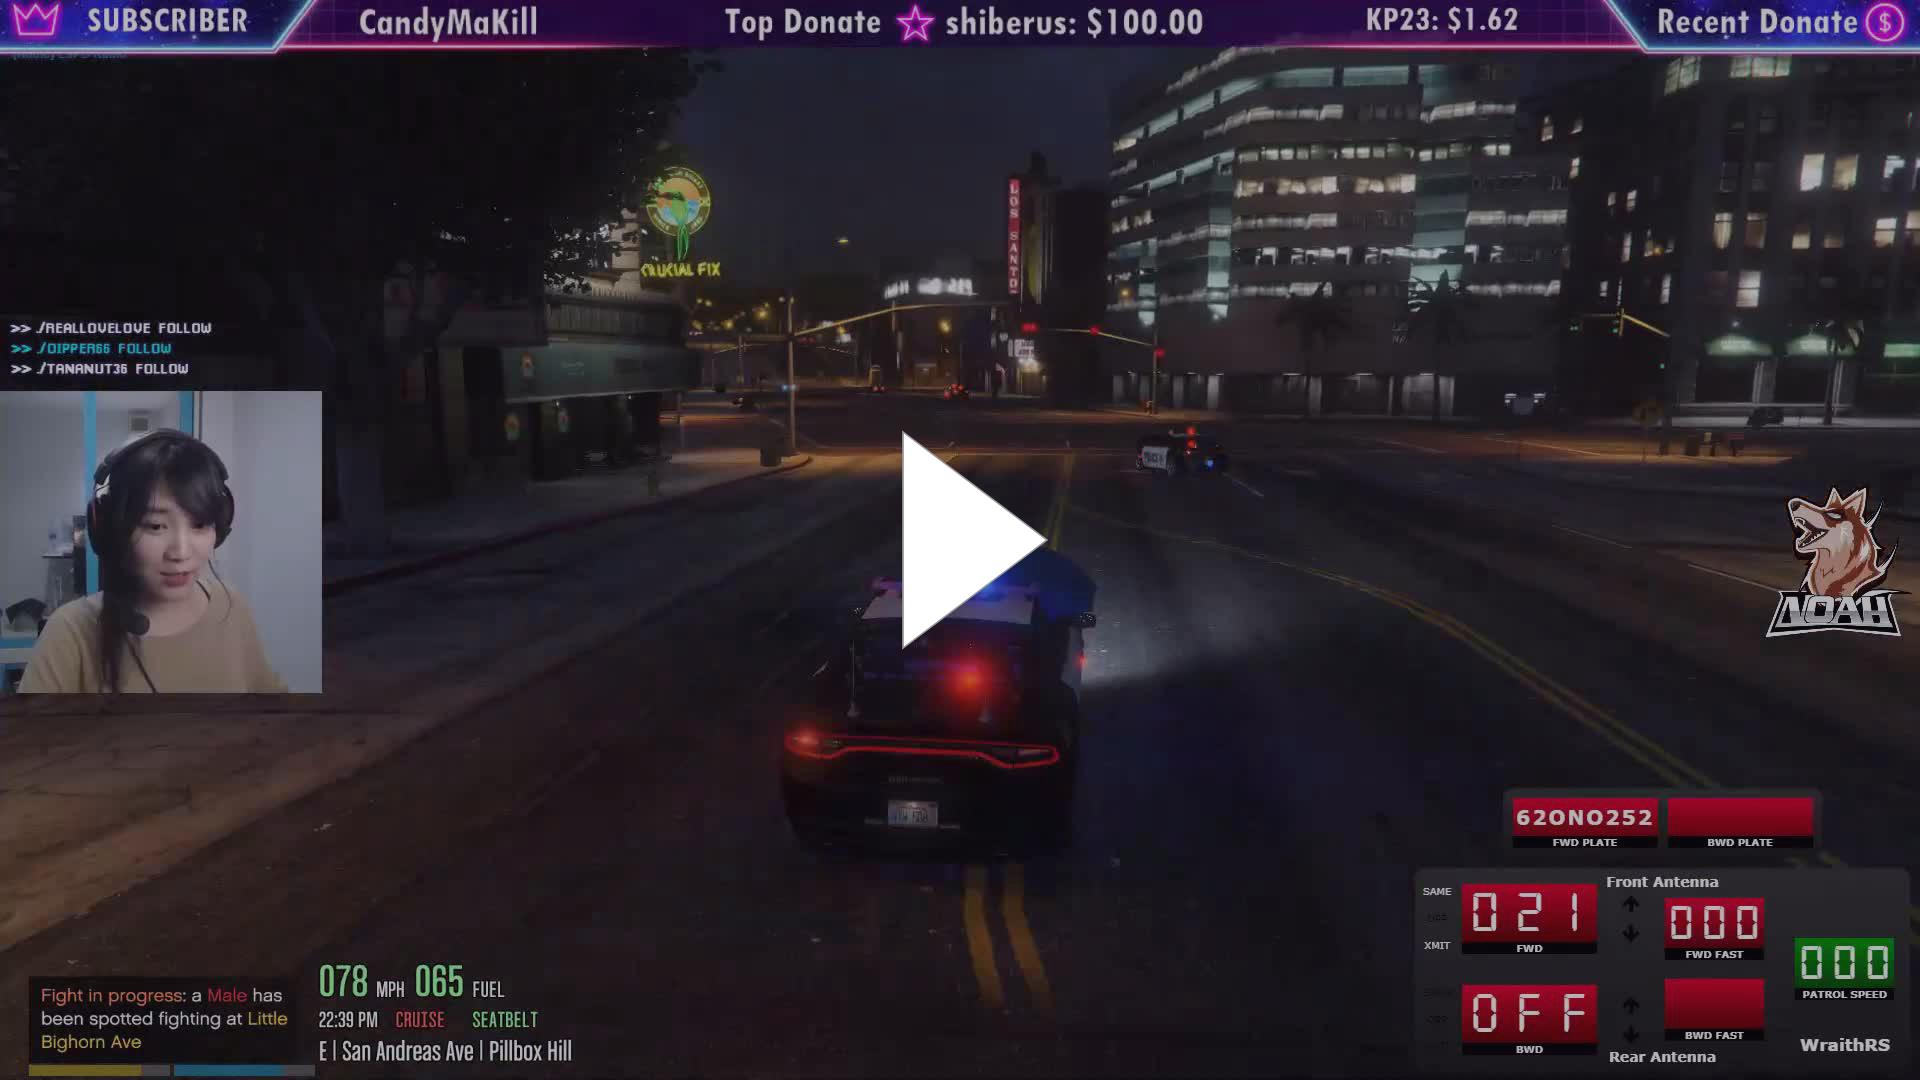 SUBSCRIBER CandyMaKill Top Donate shiberus: $100.00 KP23: $1.62 Recent Donate $
CRUCIAL FIX
LOS SANTO
>> ./REALLOVELOVE FOLLOW
>> ./DIPPER66 FOLLOW
>> ./TANANUT36 FOLLOW
NOAH
62ONO252
FWD PLATE BWD PLATE
Front Antenna
SAME
XMIT
021
FWD
000
FWD FAST
000
PATROL SPEED
OFF
BWD
BWD FAST
Rear Antenna
WraithRS
Fight in progress: a Male has
been spotted fighting at Little
Bighorn Ave
078 MPH 065 FUEL
22:39 PM CRUISE SEATBELT
E | San Andreas Ave | Pillbox Hill